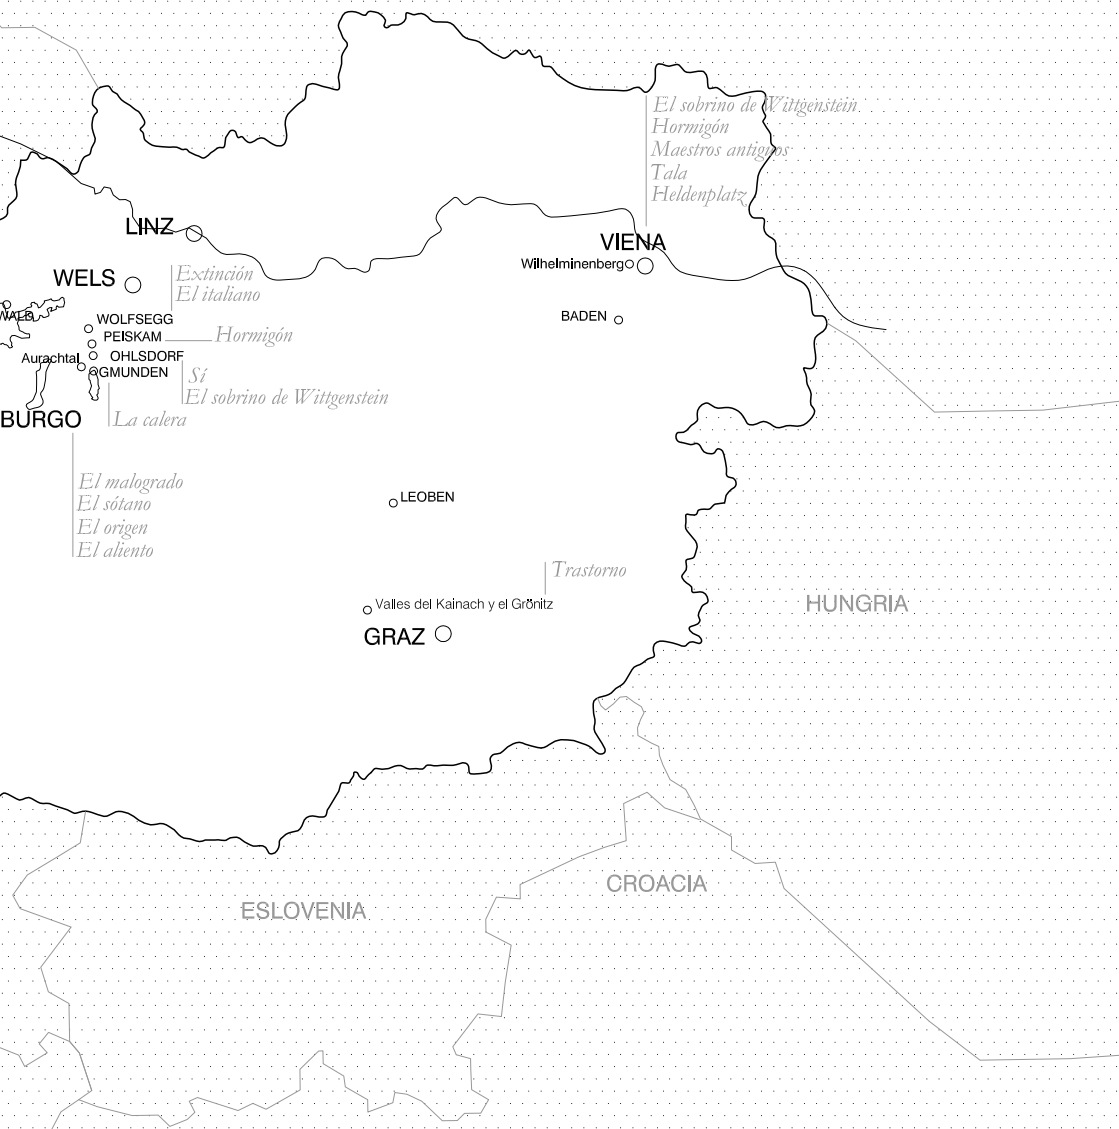 El sobrino de Wittgenstein
Hormigón
Maestros antiguos
Tala
Heldenplatz
LINZ
VIENA
Wilhelminenberg
WELS
Extinción
El italiano
WOLFSEGG
BADEN
PEISKAM
Hormigón
Aurachtal
OHLSDORF
GMUNDEN
Sí
El sobrino de Wittgenstein
BURGO
La calera
El malogrado
El sótano
El origen
El aliento
LEOBEN
Trastorno
Valles del Kainach y el Grönitz
GRAZ
HUNGRIA
CROACIA
ESLOVENIA